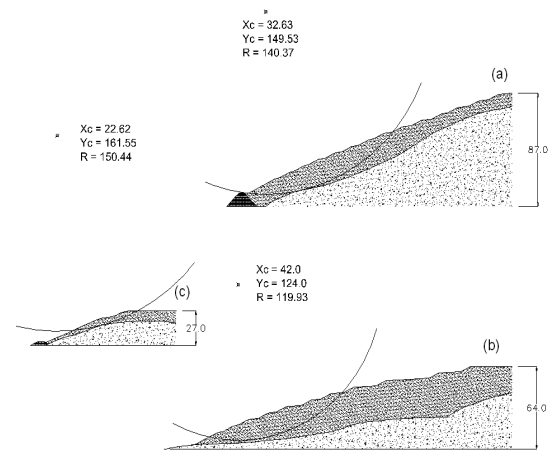 Xc = 32.63
Yc = 149.53
R = 140.37
(a)
Xc = 22.62
Yc = 161.55
R = 150.44
87.0
Xc = 42.0
Yc = 124.0
R = 119.93
(c)
27.0
(b)
64.0